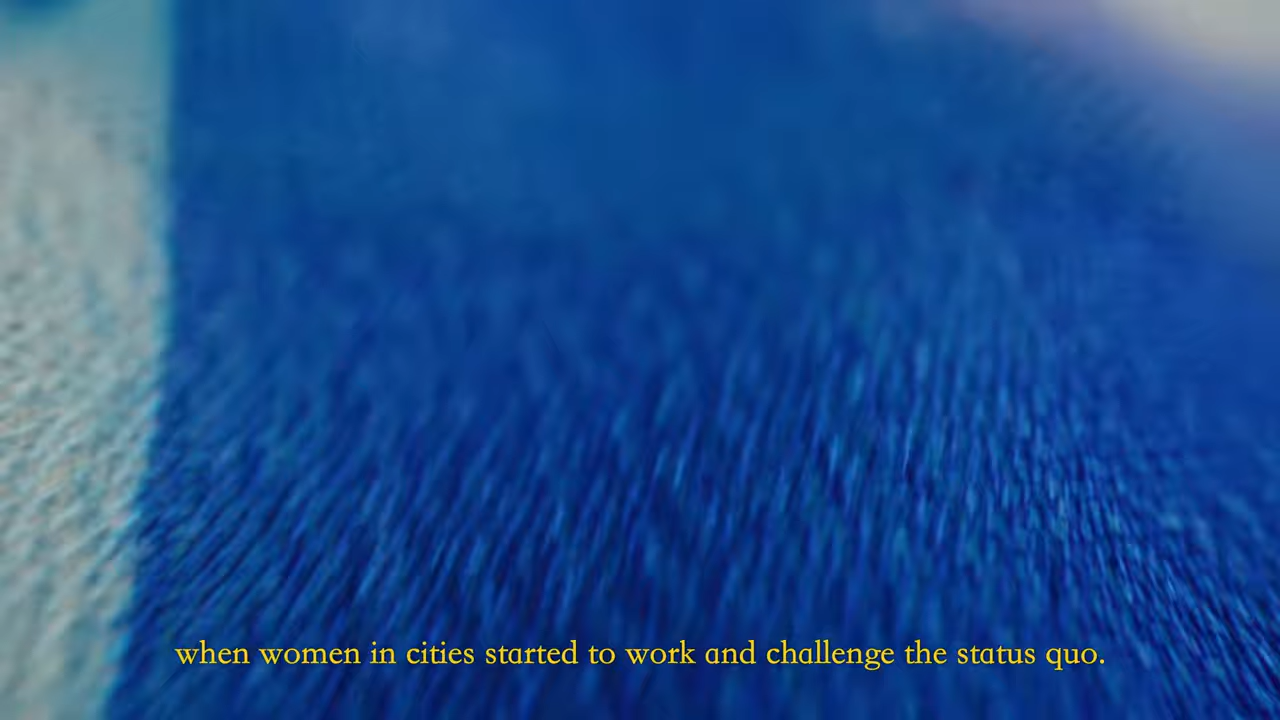 when women in cities started to work and challenge the status quo.